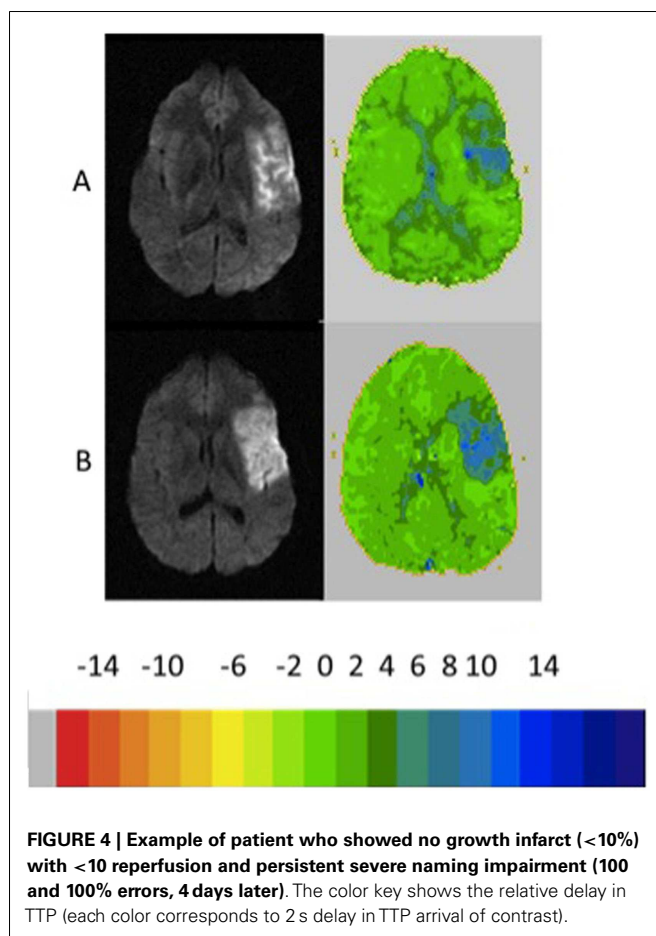 A
B
-14 -10 -6 -2 0 2 4 6 8 10 14
FIGURE 4 | Example of patient who showed no growth infarct (<10%)
with <10 reperfusion and persistent severe naming impairment (100
and 100% errors, 4 days later). The color key shows the relative delay in
TTP (each color corresponds to 2 s delay in TTP arrival of contrast).